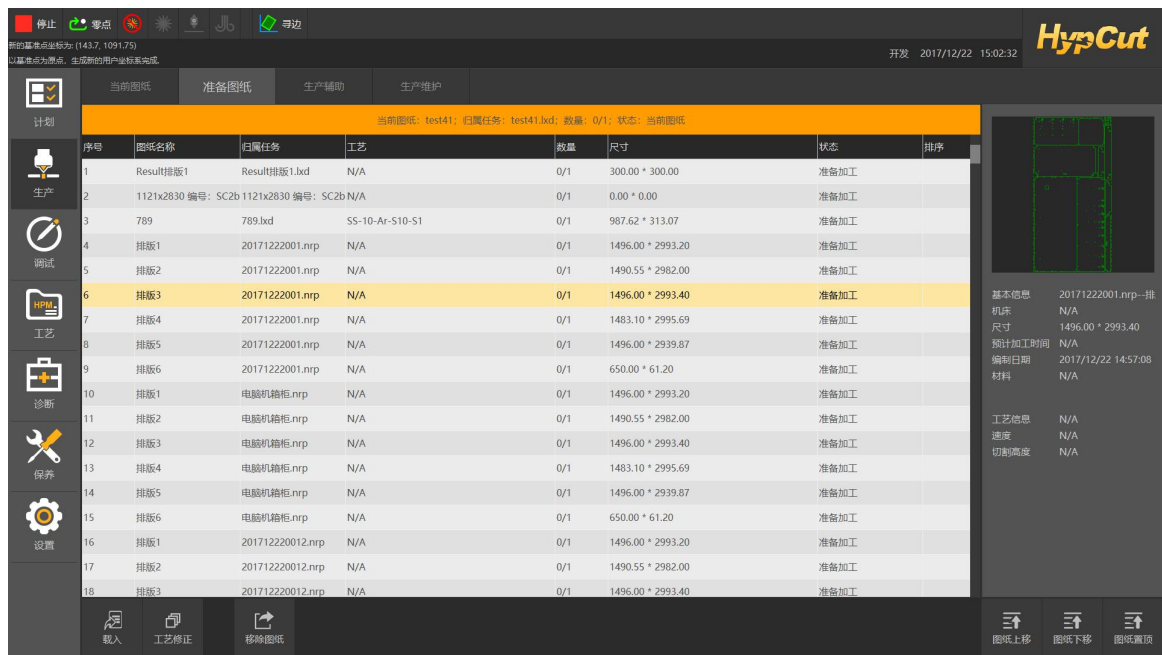 停止 零点 寻边
新的基准点坐标为: (143.7, 1091.75)
以基准点为原点，生成新的用户坐标系完成.
开发 2017/12/22 15:02:32
HypCut
计划
生产
调试
HPM
工艺
诊断
保养
设置
当前图纸 准备图纸 生产辅助 生产维护
当前图纸：test41；归属任务：test41.lxd；数量：0/1；状态：当前图纸
序号 图纸名称 归属任务 工艺 数量 尺寸 状态 排序
1 Result排版1 Result排版1.lxd N/A 0/1 300.00 * 300.00 准备加工
2 1121x2830 编号：SC2b 1121x2830 编号：SC2b N/A 0/1 0.00 * 0.00 准备加工
3 789 789.lxd SS-10-Ar-S10-S1 0/1 987.62 * 313.07 准备加工
4 排版1 20171222001.nrp N/A 0/1 1496.00 * 2993.20 准备加工
5 排版2 20171222001.nrp N/A 0/1 1490.55 * 2982.00 准备加工
6 排版3 20171222001.nrp N/A 0/1 1496.00 * 2993.40 准备加工
7 排版4 20171222001.nrp N/A 0/1 1483.10 * 2995.69 准备加工
8 排版5 20171222001.nrp N/A 0/1 1496.00 * 2939.87 准备加工
9 排版6 20171222001.nrp N/A 0/1 650.00 * 61.20 准备加工
10 排版1 电脑机箱柜.nrp N/A 0/1 1496.00 * 2993.20 准备加工
11 排版2 电脑机箱柜.nrp N/A 0/1 1490.55 * 2982.00 准备加工
12 排版3 电脑机箱柜.nrp N/A 0/1 1496.00 * 2993.40 准备加工
13 排版4 电脑机箱柜.nrp N/A 0/1 1483.10 * 2995.69 准备加工
14 排版5 电脑机箱柜.nrp N/A 0/1 1496.00 * 2939.87 准备加工
15 排版6 电脑机箱柜.nrp N/A 0/1 650.00 * 61.20 准备加工
16 排版1 201712220012.nrp N/A 0/1 1496.00 * 2993.20 准备加工
17 排版2 201712220012.nrp N/A 0/1 1490.55 * 2982.00 准备加工
18 排版3 201712220012.nrp N/A 0/1 1496.00 * 2993.40 准备加工
基本信息 20171222001.nrp--排
机床 N/A
尺寸 1496.00 * 2993.40
预计加工时间 N/A
编制日期 2017/12/22 14:57:08
材料 N/A
工艺信息 N/A
速度 N/A
切割高度 N/A
载入 工艺修正 移除图纸 图纸上移 图纸下移 图纸置顶